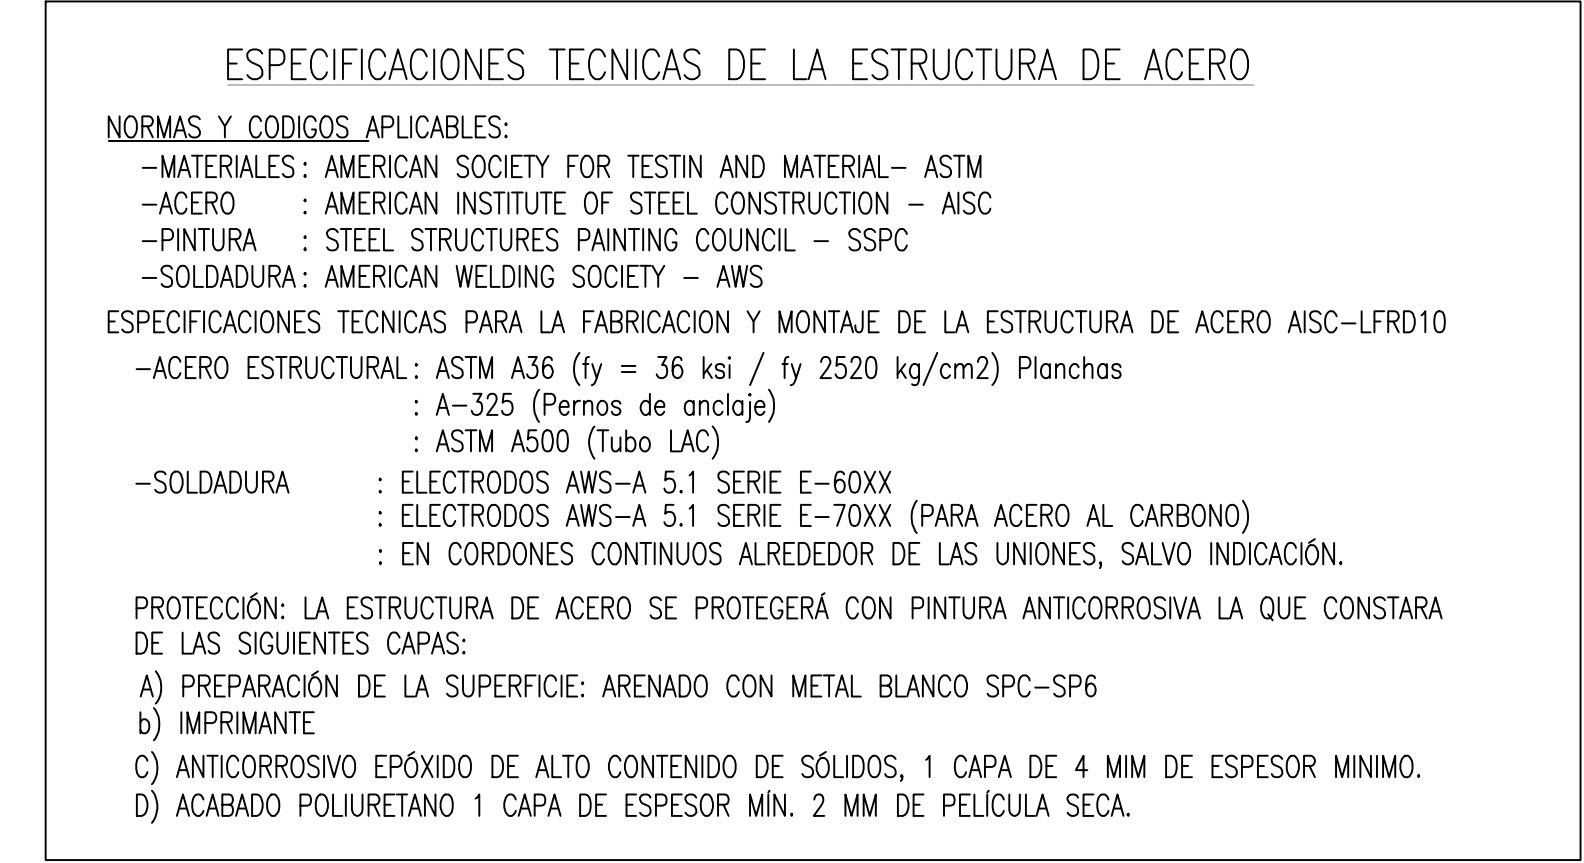 ESPECIFICACIONES TECNICAS DE LA ESTRUCTURA DE ACERO
NORMAS Y CODIGOS APLICABLES:
-MATERIALES: AMERICAN SOCIETY FOR TESTIN AND MATERIAL- ASTM
-ACERO : AMERICAN INSTITUTE OF STEEL CONSTRUCTION - AISC
-PINTURA : STEEL STRUCTURES PAINTING COUNCIL - SSPC
-SOLDADURA: AMERICAN WELDING SOCIETY - AWS
ESPECIFICACIONES TECNICAS PARA LA FABRICACION Y MONTAJE DE LA ESTRUCTURA DE ACERO AISC-LFRD10
-ACERO ESTRUCTURAL: ASTM A36 (fy = 36 ksi / fy 2520 kg/cm2) Planchas
: A-325 (Pernos de anclaje)
: ASTM A500 (Tubo LAC)
-SOLDADURA : ELECTRODOS AWS-A 5.1 SERIE E-60XX
: ELECTRODOS AWS-A 5.1 SERIE E-70XX (PARA ACERO AL CARBONO)
: EN CORDONES CONTINUOS ALREDEDOR DE LAS UNIONES, SALVO INDICACIÓN.
PROTECCIÓN: LA ESTRUCTURA DE ACERO SE PROTEGERÁ CON PINTURA ANTICORROSIVA LA QUE CONSTARA
DE LAS SIGUIENTES CAPAS:
A) PREPARACIÓN DE LA SUPERFICIE: ARENADO CON METAL BLANCO SPC-SP6
b) IMPRIMANTE
C) ANTICORROSIVO EPÓXIDO DE ALTO CONTENIDO DE SÓLIDOS, 1 CAPA DE 4 MIM DE ESPESOR MINIMO.
D) ACABADO POLIURETANO 1 CAPA DE ESPESOR MÍN. 2 MM DE PELÍCULA SECA.